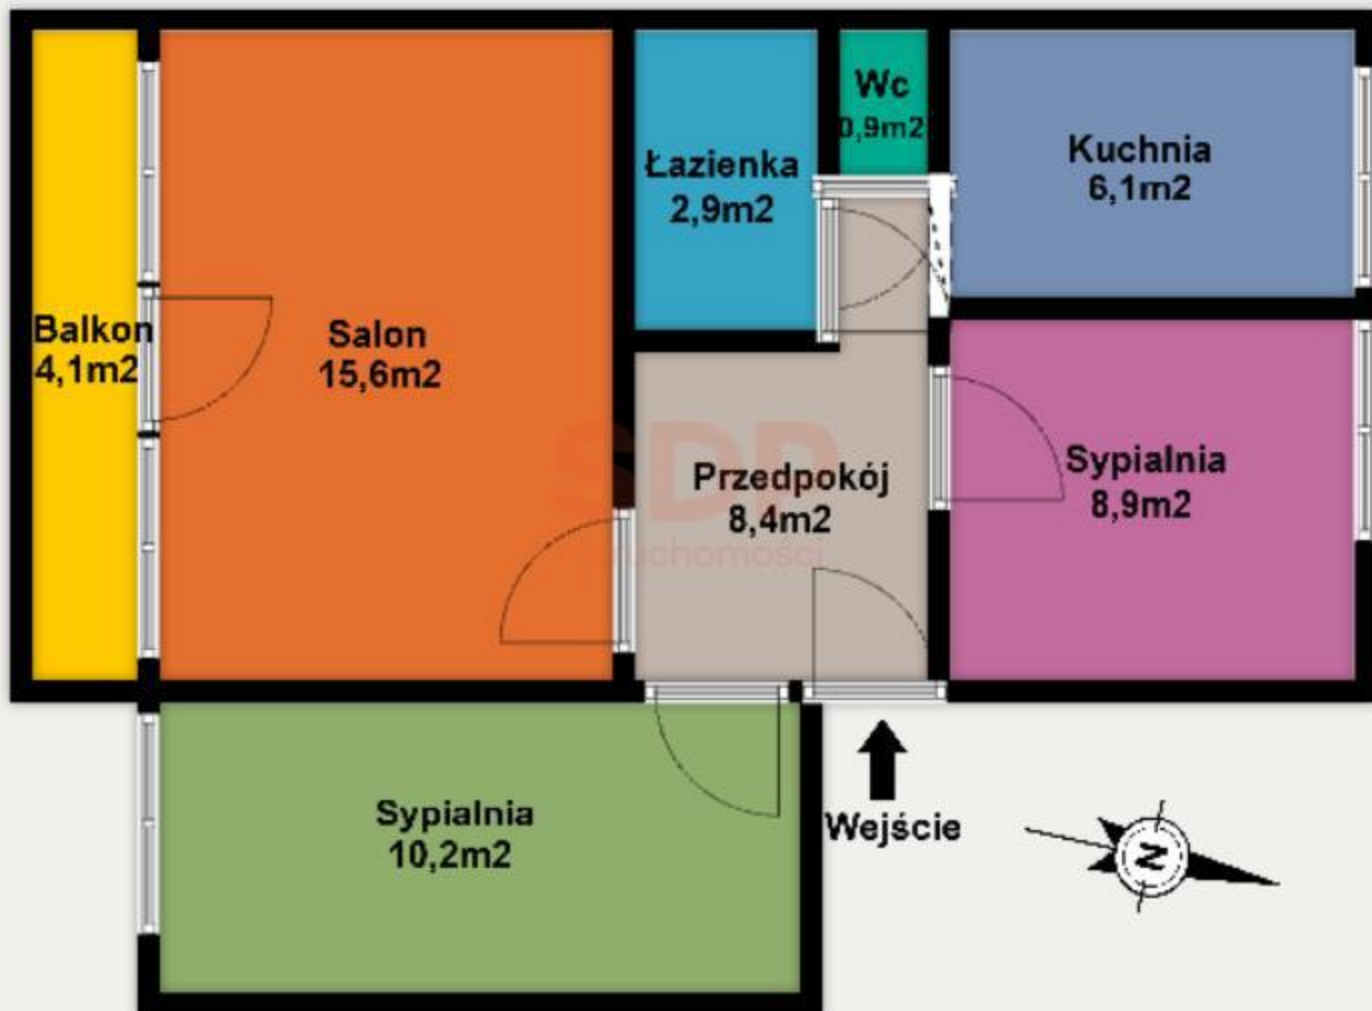 Wc
0,9m2
Łazienka
2,9m2
Kuchnia
6,1m2
Balkon
4,1m2
Salon
15,6m2
Sypialnia
8,9m2
Przedpokój
8,4m2
SDP
Sypialnia
10,2m2
Wejście
N